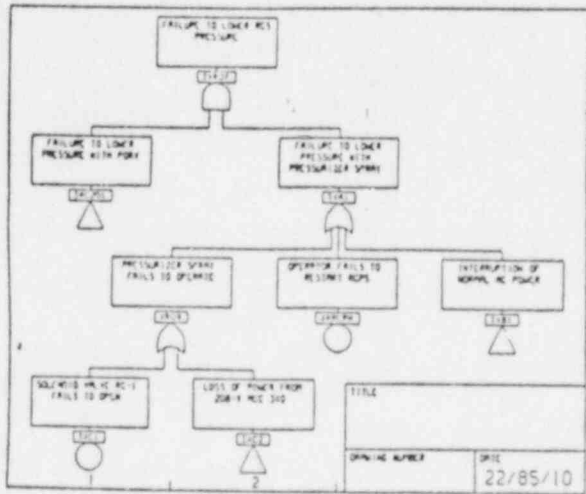 FAILURE TO LOWER RCS
PRESSURE
FAILURE TO LOWER
PRESSURE WITH PORV
FAILURE TO LOWER
PRESSURE WITH
PRESSURIZER SPRAY
PRESSURIZER SPRAY
FAILS TO OPERATE
OPERATOR FAILS TO
RESTART RCPS
INTERRUPTION OF
NORMAL AC POWER
SOLENOID VALVE RC-1
FAILS TO OPEN
LOSS OF POWER FROM
MCC
TITLE
DRAWING NUMBER
DATE
22/85/10
1
2